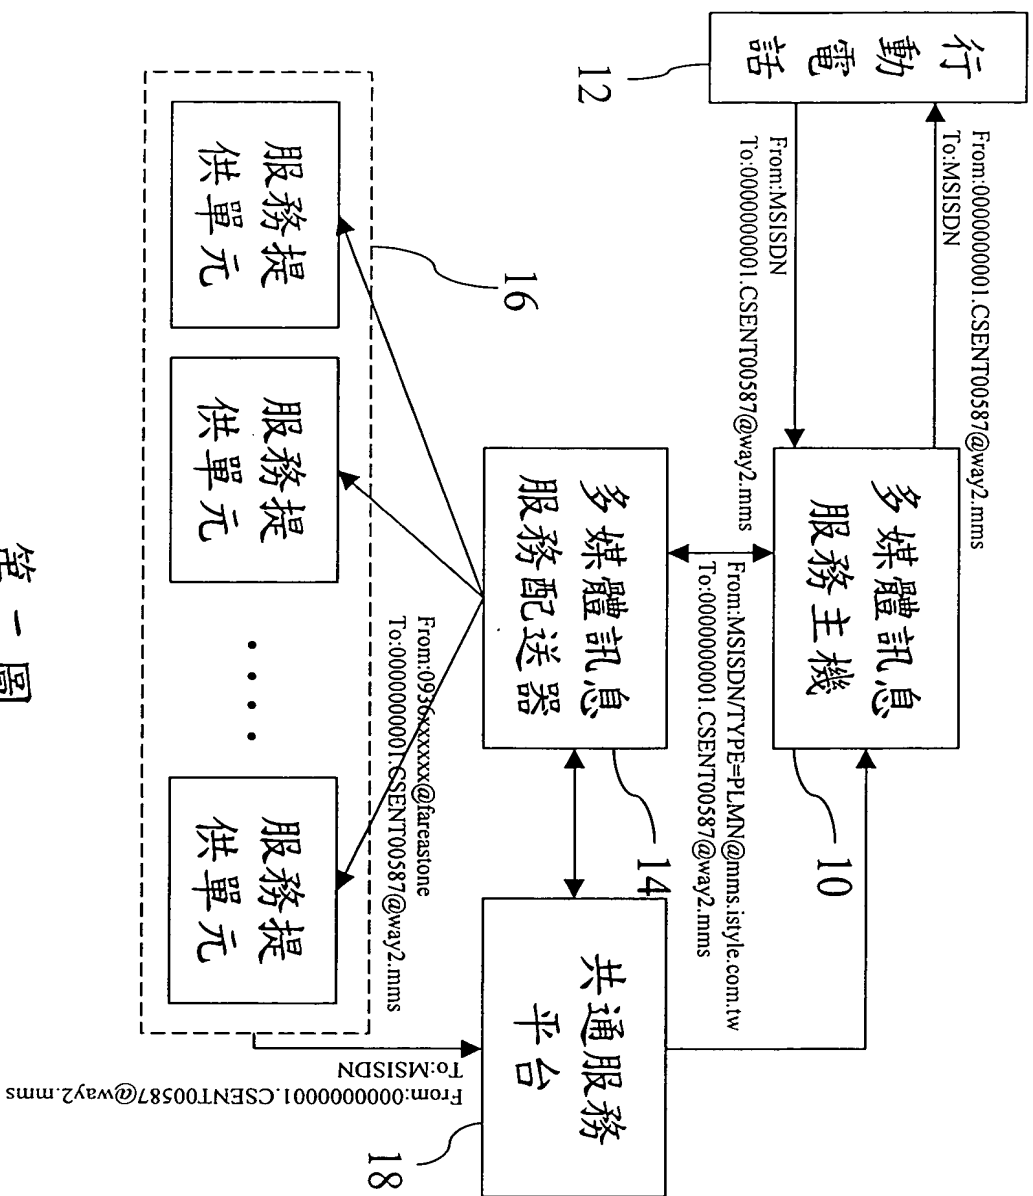 行動電話
12
From:0000000001.CSENT00587@way2.mms
To:MSISDN
From:MSISDN
To:0000000001.CSENT00587@way2.mms
多媒體訊息
服務主機
10
From:MSISDN/TYPE=PLMN@mms.istyle.com.tw
To:0000000001.CSENT00587@way2.mms
多媒體訊息
服務配送器
14
共通服務
平台
18
16
From:0936xxxxxx@fareastone
To:0000000001.CSENT00587@way2.mms
服務提
供單元
服務提
供單元
. . . .
服務提
供單元
To:MSISDN
From:0000000001.CSENT00587@way2.mms
第一圖